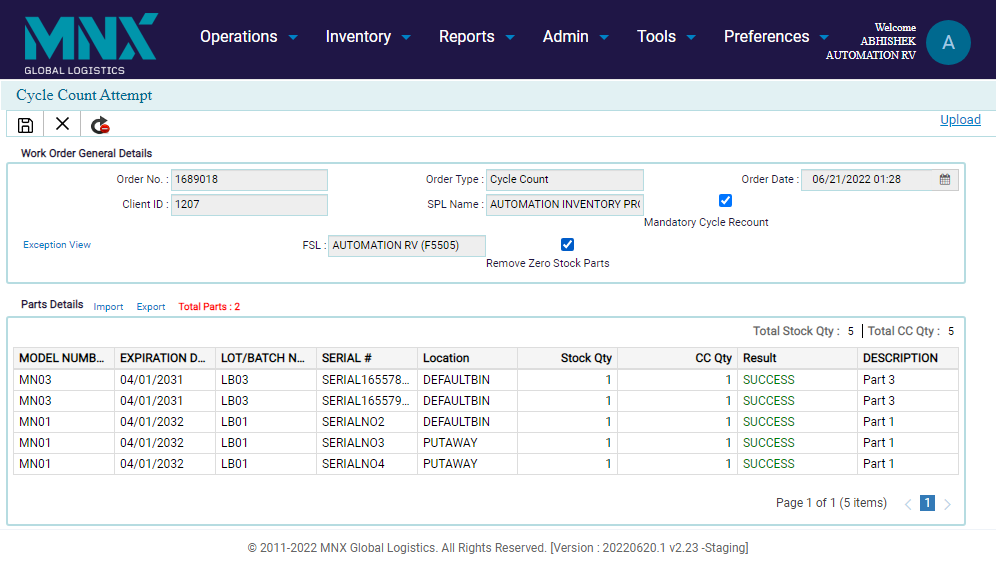 MNX
GLOBAL LOGISTICS
Operations Inventory Reports Admin Tools Preferences
Welcome
ABHISHEK
AUTOMATION RV
A
Cycle Count Attempt
Upload
Work Order General Details
Order No. : 1689018 Order Type : Cycle Count Order Date : 06/21/2022 01:28
Client ID : 1207 SPL Name : AUTOMATION INVENTORY PRO
Mandatory Cycle Recount
Exception View FSL : AUTOMATION RV (F5505)
Remove Zero Stock Parts
Parts Details Import Export Total Parts : 2
Total Stock Qty : 5 Total CC Qty : 5
MODEL NUMB... EXPIRATION D... LOT/BATCH N... SERIAL # Location Stock Qty CC Qty Result DESCRIPTION
MN03 04/01/2031 LB03 SERIAL165578... DEFAULTBIN 1 1 SUCCESS Part 3
MN03 04/01/2031 LB03 SERIAL165579... DEFAULTBIN 1 1 SUCCESS Part 3
MN01 04/01/2032 LB01 SERIALNO2 DEFAULTBIN 1 1 SUCCESS Part 1
MN01 04/01/2032 LB01 SERIALNO3 PUTAWAY 1 1 SUCCESS Part 1
MN01 04/01/2032 LB01 SERIALNO4 PUTAWAY 1 1 SUCCESS Part 1
Page 1 of 1 (5 items) 1
© 2011-2022 MNX Global Logistics. All Rights Reserved. [Version : 20220620.1 v2.23 -Staging]